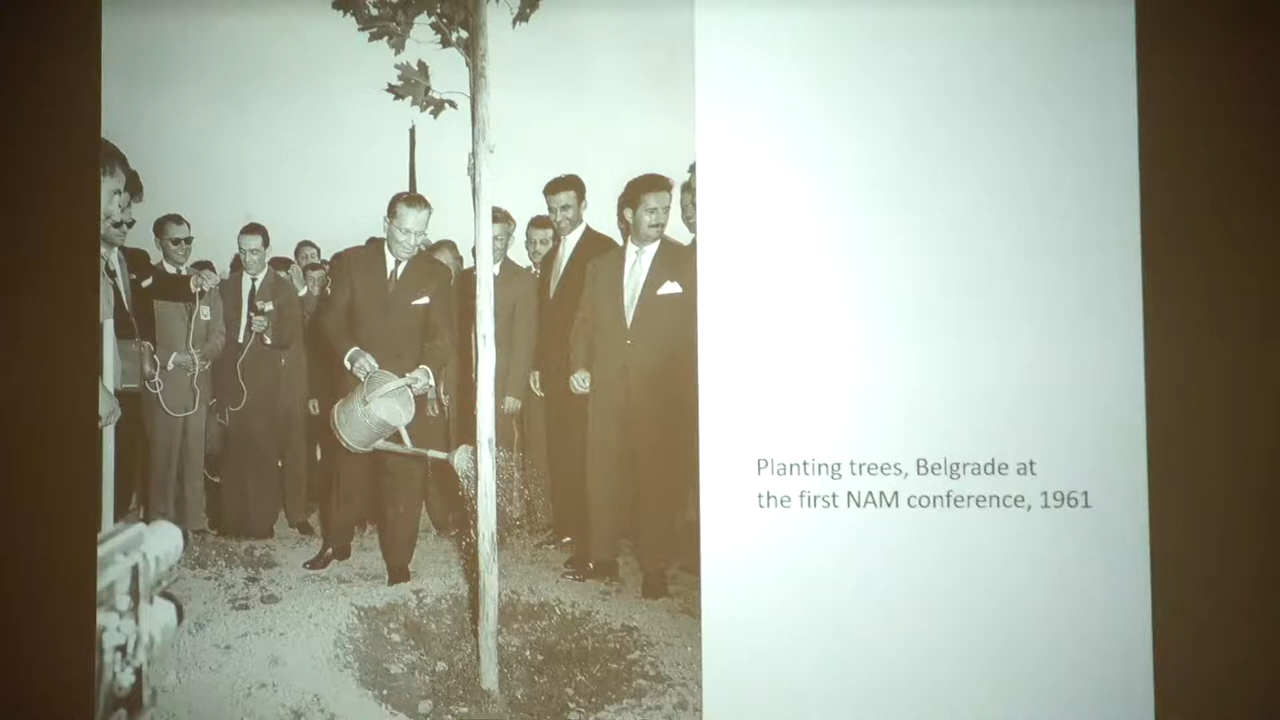 Planting trees, Belgrade at
the first NAM conference, 1961